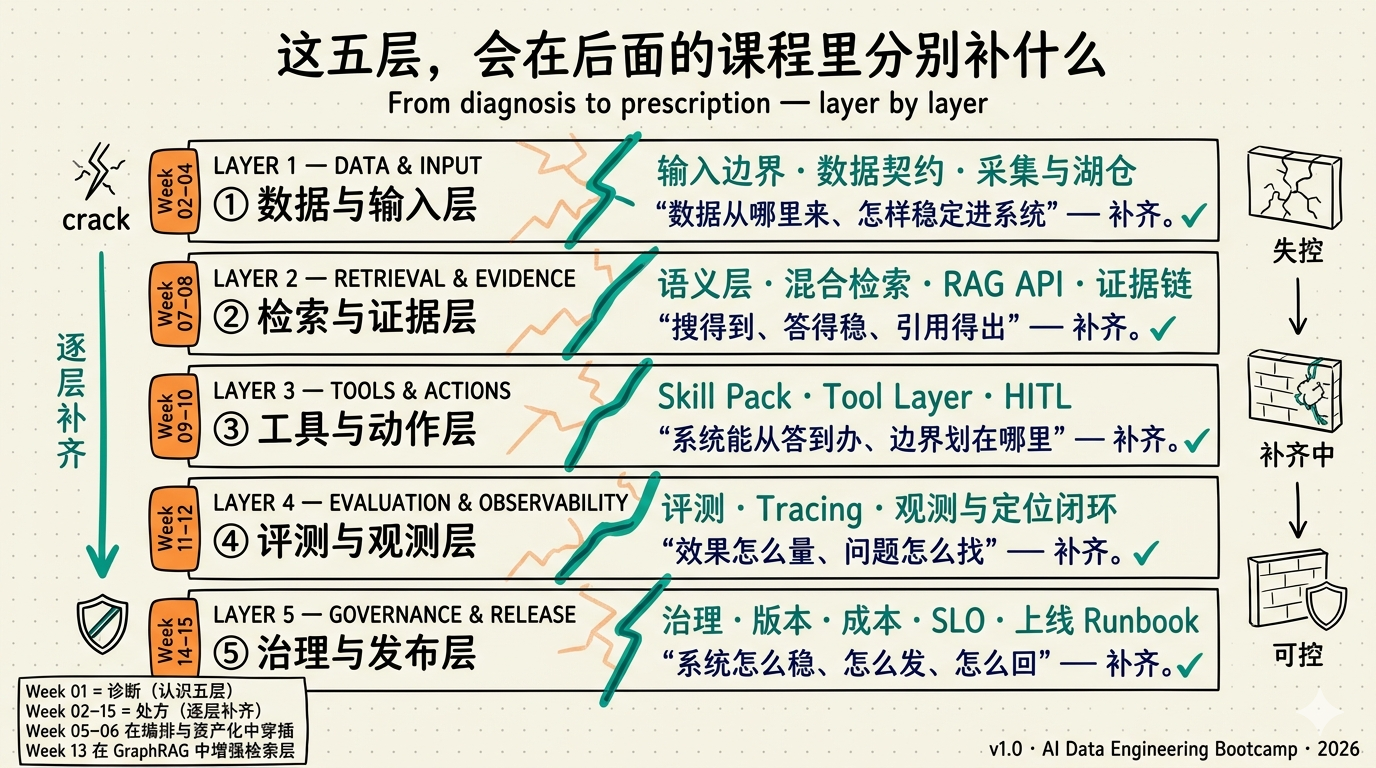 这五层，会在后面的课程里分别补什么
From diagnosis to prescription — layer by layer
crack
逐层补齐
Week 02–04
LAYER 1 — DATA & INPUT
① 数据与输入层
输入边界 · 数据契约 · 采集与湖仓
“数据从哪里来、怎样稳定进系统” — 补齐。✓
Week 07–08
LAYER 2 — RETRIEVAL & EVIDENCE
② 检索与证据层
语义层 · 混合检索 · RAG API · 证据链
“搜得到、答得稳、引用得出” — 补齐。✓
Week 09–10
LAYER 3 — TOOLS & ACTIONS
③ 工具与动作层
Skill Pack · Tool Layer · HITL
“系统能从答到办、边界划在哪里” — 补齐。✓
Week 11–12
LAYER 4 — EVALUATION & OBSERVABILITY
④ 评测与观测层
评测 · Tracing · 观测与定位闭环
“效果怎么量、问题怎么找” — 补齐。✓
Week 14–15
LAYER 5 — GOVERNANCE & RELEASE
⑤ 治理与发布层
治理 · 版本 · 成本 · SLO · 上线 Runbook
“系统怎么稳、怎么发、怎么回” — 补齐。✓
失控
补齐中
可控
Week 01 = 诊断（认识五层）
Week 02–15 = 处方（逐层补齐）
Week 05–06 在编排与资产化中穿插
Week 13 在 GraphRAG 中增强检索层
v1.0 · AI Data Engineering Bootcamp · 2026